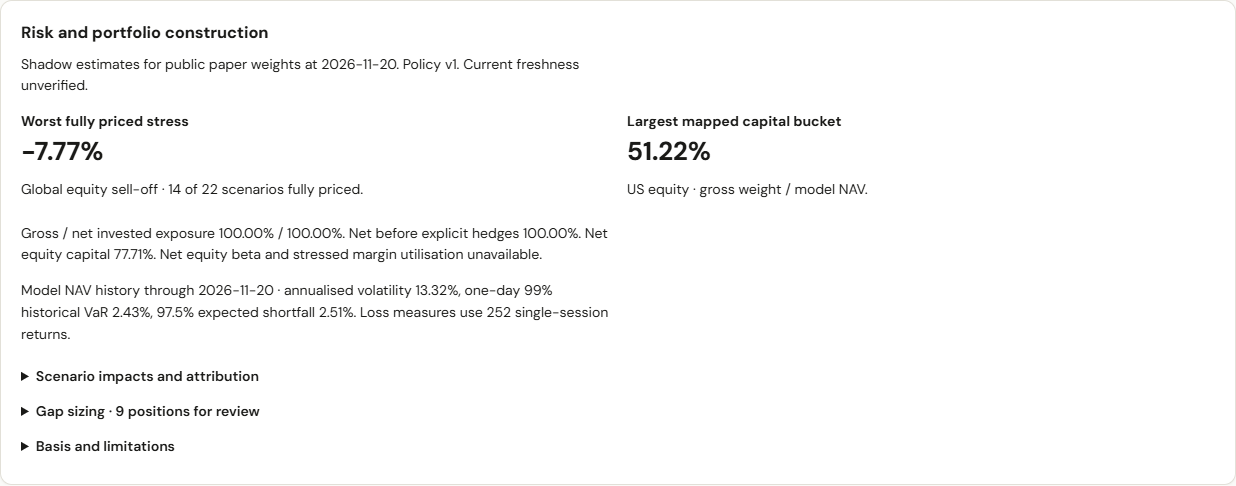 Risk and portfolio construction
Shadow estimates for public paper weights at 2026-11-20. Policy v1. Current freshness
unverified.
Worst fully priced stress
−7.77%
Global equity sell-off · 14 of 22 scenarios fully priced.
Largest mapped capital bucket
51.22%
US equity · gross weight / model NAV.
Gross / net invested exposure 100.00% / 100.00%. Net before explicit hedges 100.00%. Net
equity capital 77.71%. Net equity beta and stressed margin utilisation unavailable.
Model NAV history through 2026-11-20 · annualised volatility 13.32%, one-day 99%
historical VaR 2.43%, 97.5% expected shortfall 2.51%. Loss measures use 252 single-session
returns.
Scenario impacts and attribution
Gap sizing · 9 positions for review
Basis and limitations